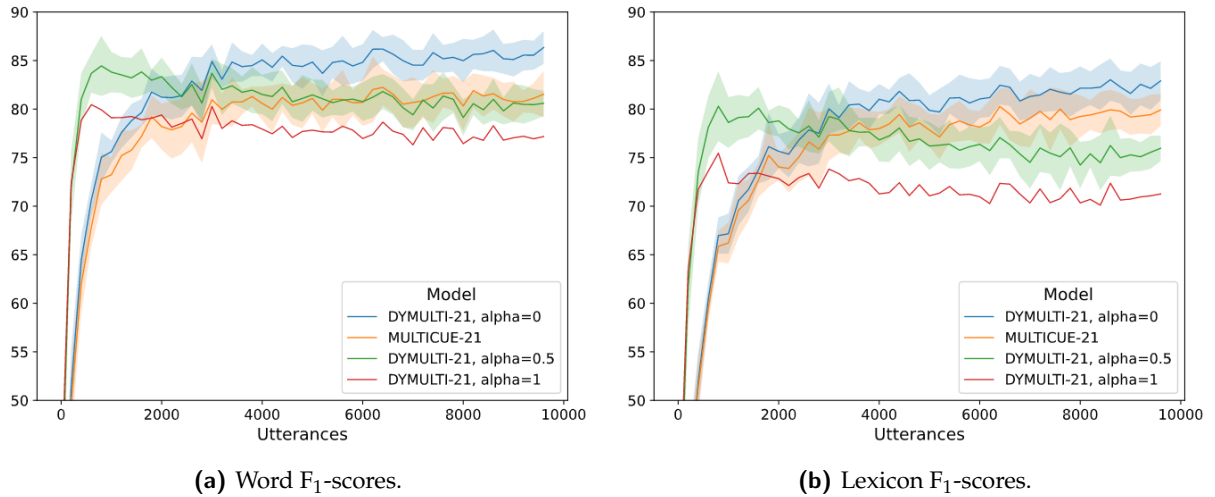 90
85
80
75
70
65
60
55
50
0
2000
4000
6000
8000
10000
Utterances
Model
DYMULTI-21, alpha=0
MULTICUE-21
DYMULTI-21, alpha=0.5
DYMULTI-21, alpha=1
(a) Word F₁-scores.
90
85
80
75
70
65
60
55
50
0
2000
4000
6000
8000
10000
Utterances
Model
DYMULTI-21, alpha=0
MULTICUE-21
DYMULTI-21, alpha=0.5
DYMULTI-21, alpha=1
(b) Lexicon F₁-scores.